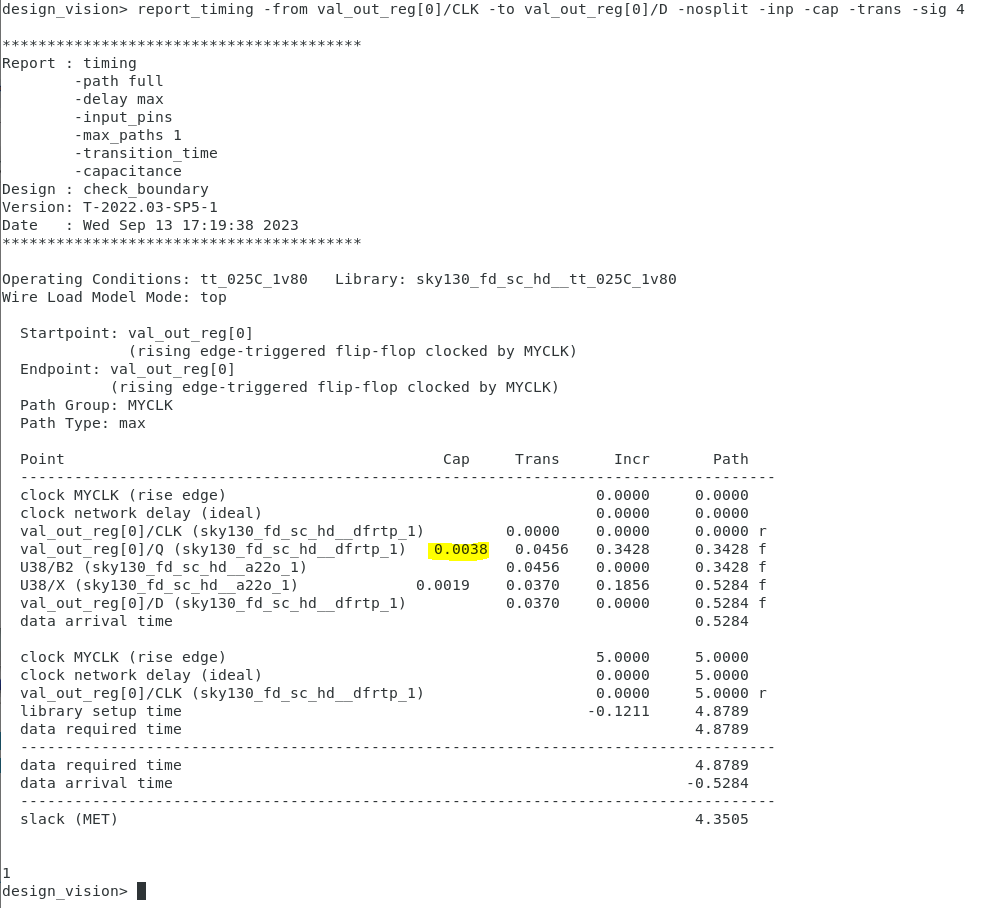 design_vision> report_timing -from val_out_reg[0]/CLK -to val_out_reg[0]/D -nosplit -inp -cap -trans -sig 4
****************************************
Report : timing
-path full
-delay max
-input_pins
-max_paths 1
-transition_time
-capacitance
Design : check_boundary
Version: T-2022.03-SP5-1
Date   : Wed Sep 13 17:19:38 2023
****************************************
Operating Conditions: tt_025C_1v80   Library: sky130_fd_sc_hd__tt_025C_1v80
Wire Load Model Mode: top
Startpoint: val_out_reg[0]
(rising edge-triggered flip-flop clocked by MYCLK)
Endpoint: val_out_reg[0]
(rising edge-triggered flip-flop clocked by MYCLK)
Path Group: MYCLK
Path Type: max
Point Cap Trans Incr Path
------------------------------------------------------------------------------------
clock MYCLK (rise edge) 0.0000 0.0000
clock network delay (ideal) 0.0000 0.0000
val_out_reg[0]/CLK (sky130_fd_sc_hd__dfrtp_1) 0.0000 0.0000 0.0000 r
val_out_reg[0]/Q (sky130_fd_sc_hd__dfrtp_1) 0.0038 0.0456 0.3428 0.3428 f
U38/B2 (sky130_fd_sc_hd__a22o_1) 0.0456 0.0000 0.3428 f
U38/X (sky130_fd_sc_hd__a22o_1) 0.0019 0.0370 0.1856 0.5284 f
val_out_reg[0]/D (sky130_fd_sc_hd__dfrtp_1) 0.0370 0.0000 0.5284 f
data arrival time 0.5284
clock MYCLK (rise edge) 5.0000 5.0000
clock network delay (ideal) 0.0000 5.0000
val_out_reg[0]/CLK (sky130_fd_sc_hd__dfrtp_1) 0.0000 5.0000 r
library setup time -0.1211 4.8789
data required time 4.8789
------------------------------------------------------------------------------------
data required time 4.8789
data arrival time -0.5284
------------------------------------------------------------------------------------
slack (MET) 4.3505
1
design_vision>